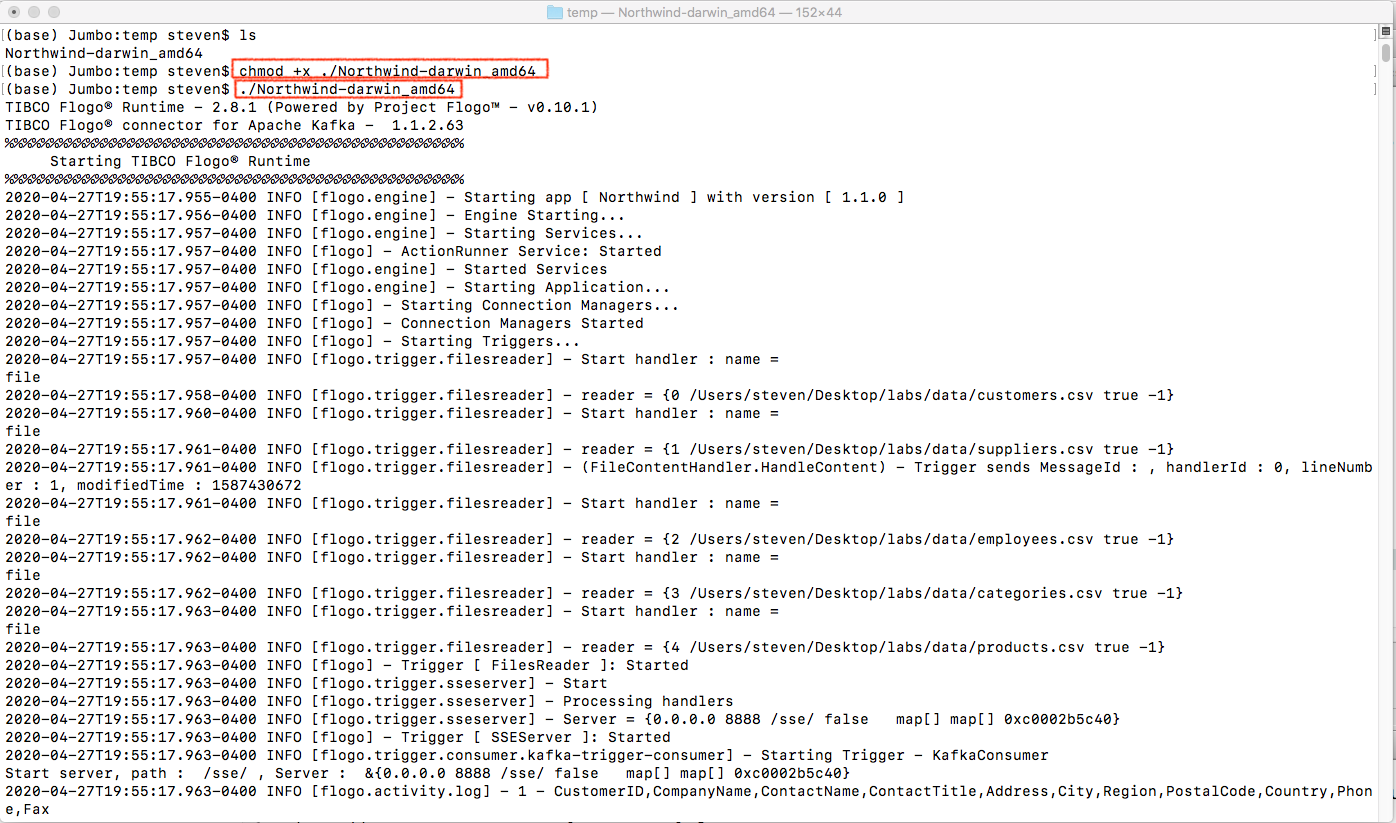 temp — Northwind-darwin_amd64 — 152×44
[(base) Jumbo:temp steven$ ls ]
Northwind-darwin_amd64
[(base) Jumbo:temp steven$ chmod +x ./Northwind-darwin_amd64 ]
[(base) Jumbo:temp steven$ ./Northwind-darwin_amd64 ]
TIBCO Flogo® Runtime - 2.8.1 (Powered by Project Flogo™ - v0.10.1)
TIBCO Flogo® connector for Apache Kafka -  1.1.2.63
%%%%%%%%%%%%%%%%%%%%%%%%%%%%%%%%%%%%%%%%%%%%%%%%%%%
     Starting TIBCO Flogo® Runtime
%%%%%%%%%%%%%%%%%%%%%%%%%%%%%%%%%%%%%%%%%%%%%%%%%%%
2020-04-27T19:55:17.955-0400 INFO [flogo.engine] - Starting app [ Northwind ] with version [ 1.1.0 ]
2020-04-27T19:55:17.956-0400 INFO [flogo.engine] - Engine Starting...
2020-04-27T19:55:17.957-0400 INFO [flogo.engine] - Starting Services...
2020-04-27T19:55:17.957-0400 INFO [flogo] - ActionRunner Service: Started
2020-04-27T19:55:17.957-0400 INFO [flogo.engine] - Started Services
2020-04-27T19:55:17.957-0400 INFO [flogo.engine] - Starting Application...
2020-04-27T19:55:17.957-0400 INFO [flogo] - Starting Connection Managers...
2020-04-27T19:55:17.957-0400 INFO [flogo] - Connection Managers Started
2020-04-27T19:55:17.957-0400 INFO [flogo] - Starting Triggers...
2020-04-27T19:55:17.957-0400 INFO [flogo.trigger.filesreader] - Start handler : name =
file
2020-04-27T19:55:17.958-0400 INFO [flogo.trigger.filesreader] - reader = {0 /Users/steven/Desktop/labs/data/customers.csv true -1}
2020-04-27T19:55:17.960-0400 INFO [flogo.trigger.filesreader] - Start handler : name =
file
2020-04-27T19:55:17.961-0400 INFO [flogo.trigger.filesreader] - reader = {1 /Users/steven/Desktop/labs/data/suppliers.csv true -1}
2020-04-27T19:55:17.961-0400 INFO [flogo.trigger.filesreader] - (FileContentHandler.HandleContent) - Trigger sends MessageId : , handlerId : 0, lineNumb
er : 1, modifiedTime : 1587430672
2020-04-27T19:55:17.961-0400 INFO [flogo.trigger.filesreader] - Start handler : name =
file
2020-04-27T19:55:17.962-0400 INFO [flogo.trigger.filesreader] - reader = {2 /Users/steven/Desktop/labs/data/employees.csv true -1}
2020-04-27T19:55:17.962-0400 INFO [flogo.trigger.filesreader] - Start handler : name =
file
2020-04-27T19:55:17.962-0400 INFO [flogo.trigger.filesreader] - reader = {3 /Users/steven/Desktop/labs/data/categories.csv true -1}
2020-04-27T19:55:17.963-0400 INFO [flogo.trigger.filesreader] - Start handler : name =
file
2020-04-27T19:55:17.963-0400 INFO [flogo.trigger.filesreader] - reader = {4 /Users/steven/Desktop/labs/data/products.csv true -1}
2020-04-27T19:55:17.963-0400 INFO [flogo] - Trigger [ FilesReader ]: Started
2020-04-27T19:55:17.963-0400 INFO [flogo.trigger.sseserver] - Start
2020-04-27T19:55:17.963-0400 INFO [flogo.trigger.sseserver] - Processing handlers
2020-04-27T19:55:17.963-0400 INFO [flogo.trigger.sseserver] - Server = {0.0.0.0 8888 /sse/ false   map[] map[] 0xc0002b5c40}
2020-04-27T19:55:17.963-0400 INFO [flogo] - Trigger [ SSEServer ]: Started
2020-04-27T19:55:17.963-0400 INFO [flogo.trigger.consumer.kafka-trigger-consumer] - Starting Trigger - KafkaConsumer
Start server, path :  /sse/ , Server :  &{0.0.0.0 8888 /sse/ false   map[] map[] 0xc0002b5c40}
2020-04-27T19:55:17.963-0400 INFO [flogo.activity.log] - 1 - CustomerID,CompanyName,ContactName,ContactTitle,Address,City,Region,PostalCode,Country,Phon
e,Fax